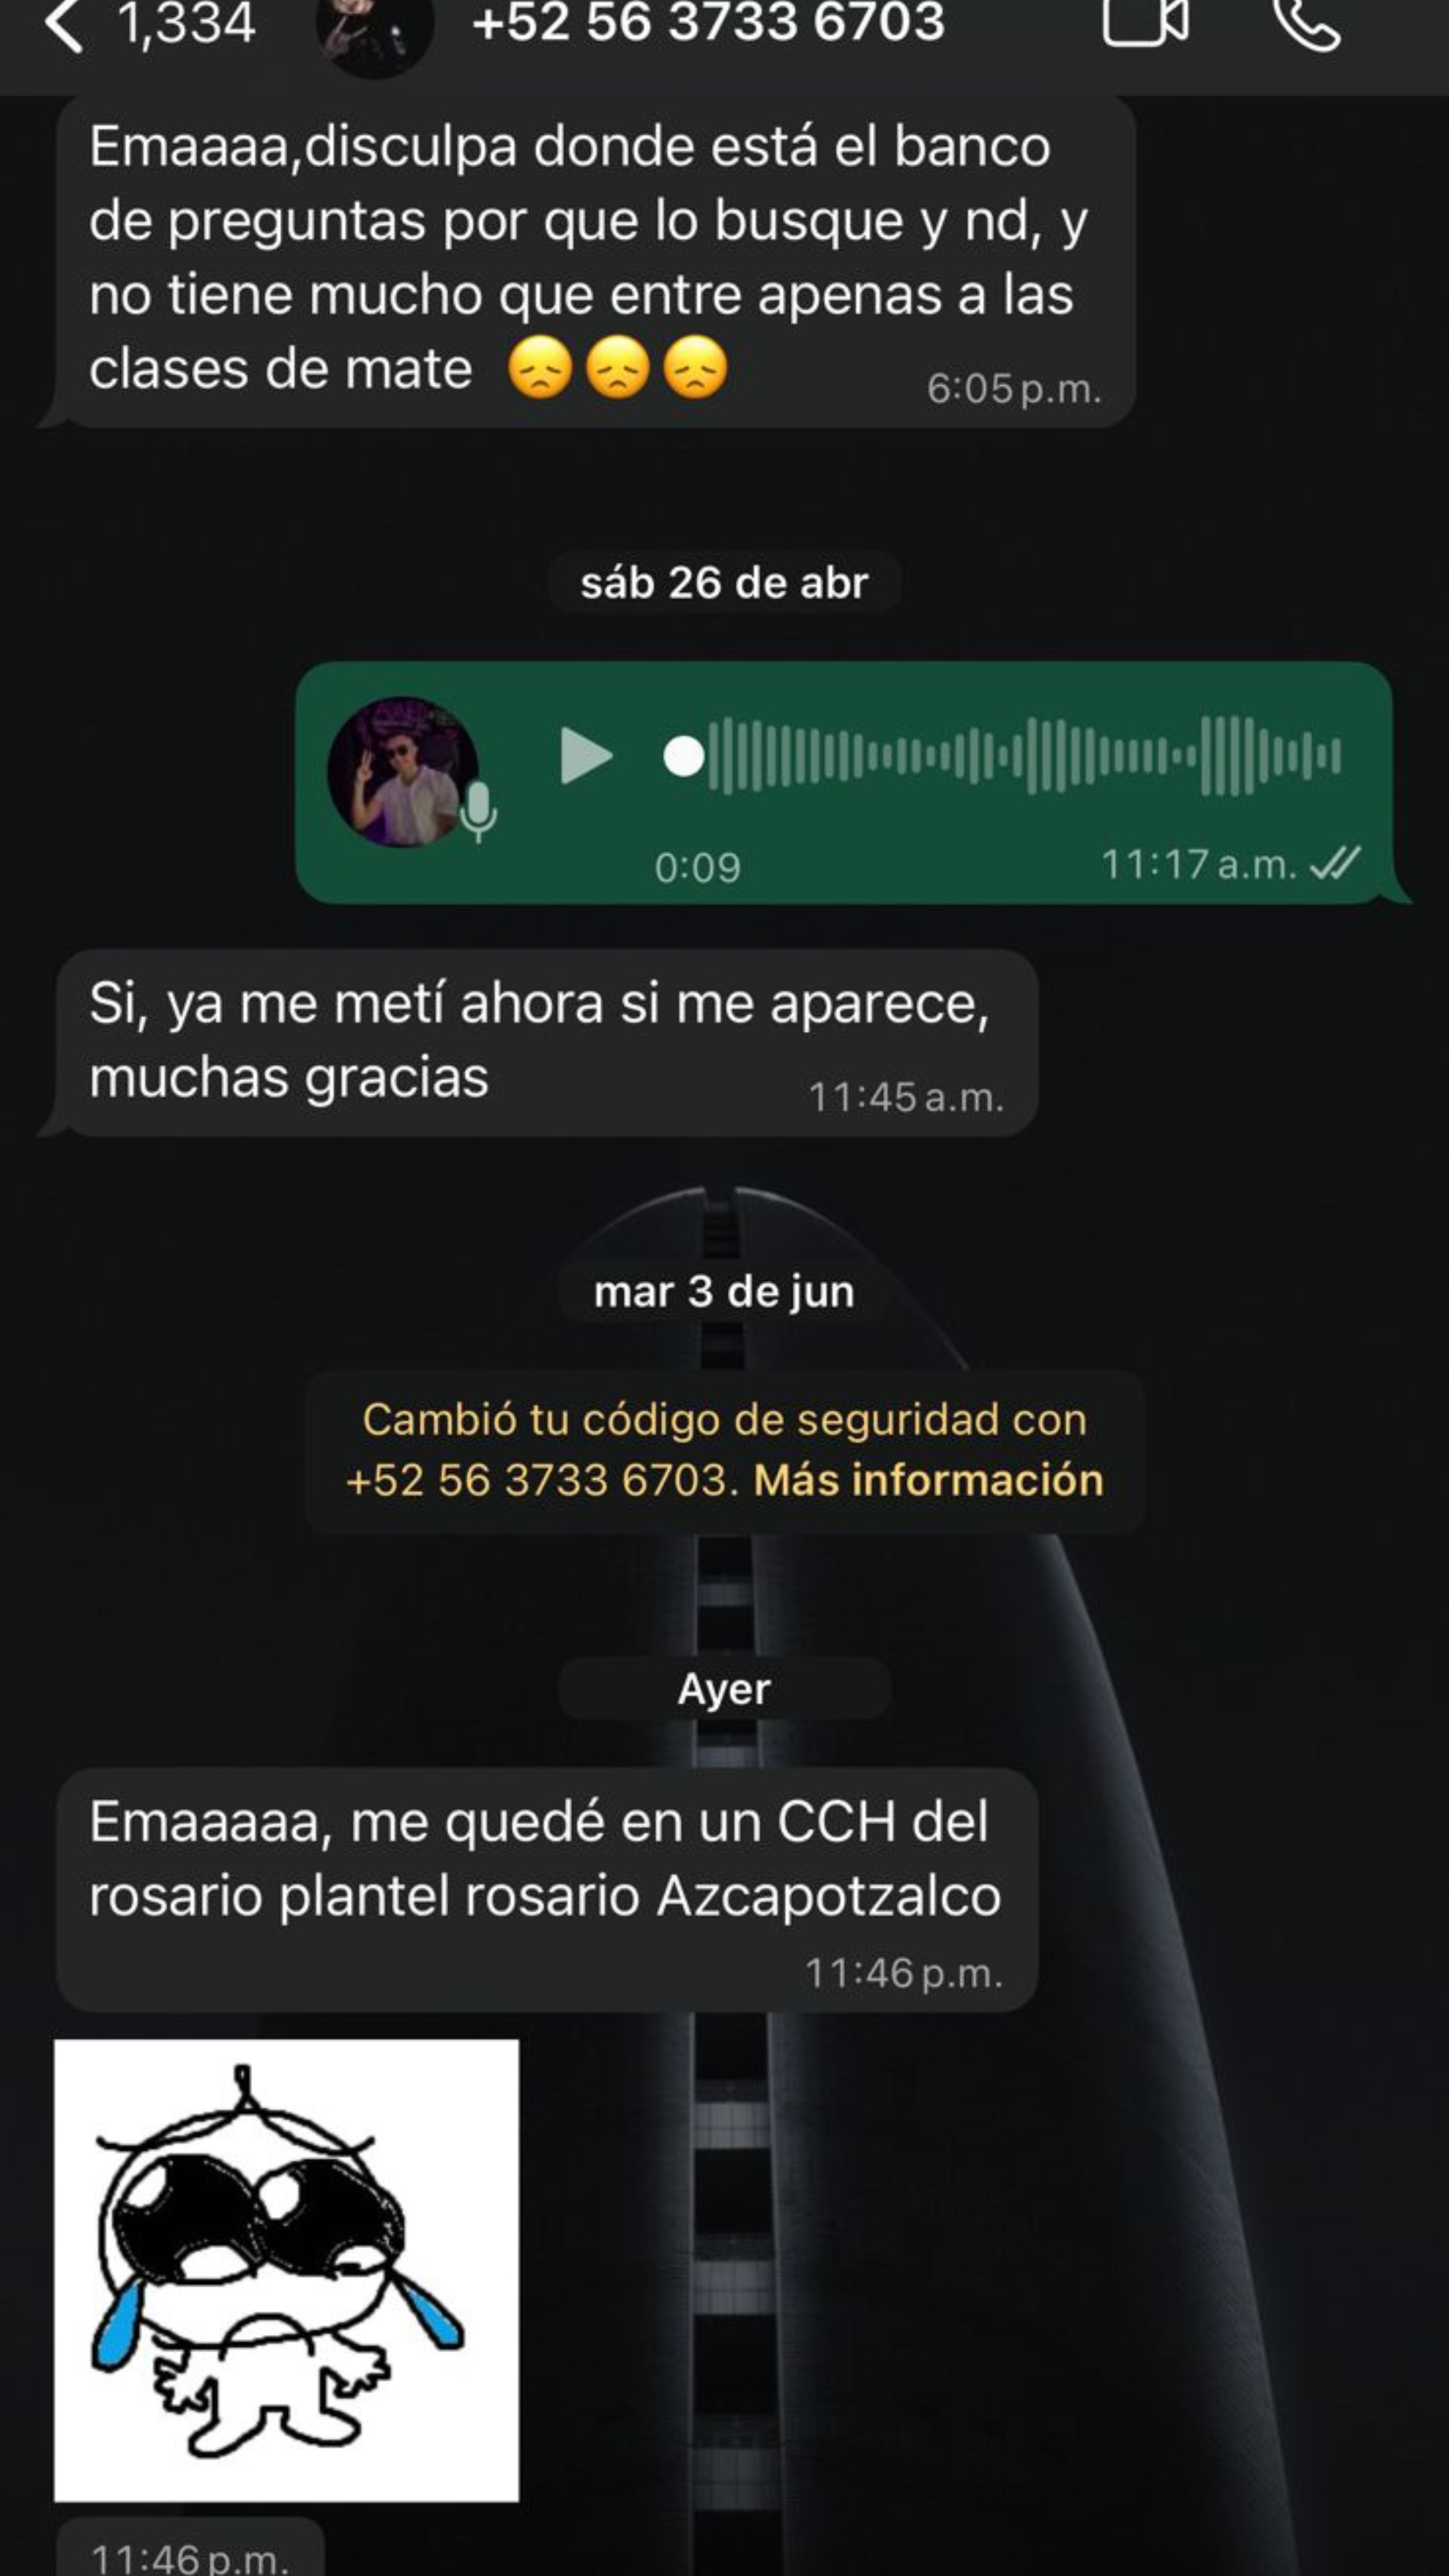 1,334
+52 56 3733 6703
Emaaaa,disculpa donde está el banco
de preguntas por que lo busque y nd, y
no tiene mucho que entre apenas a las
clases de mate 😞😞😞
6:05 p.m.
sáb 26 de abr
0:09
11:17 a.m.
Si, ya me metí ahora si me aparece,
muchas gracias
11:45 a.m.
mar 3 de jun
Cambió tu código de seguridad con
+52 56 3733 6703. Más información
Ayer
Emaaaaa, me quedé en un CCH del
rosario plantel rosario Azcapotzalco
11:46 p.m.
11:46 p.m.